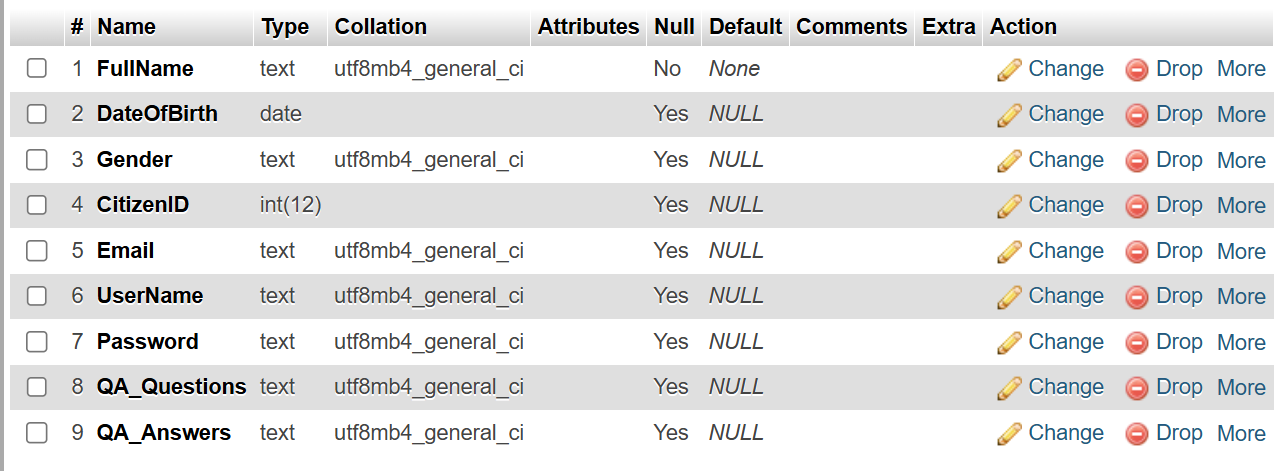 # Name Type Collation Attributes Null Default Comments Extra Action
1 FullName text utf8mb4_general_ci No None Change Drop More
2 DateOfBirth date Yes NULL Change Drop More
3 Gender text utf8mb4_general_ci Yes NULL Change Drop More
4 CitizenID int(12) Yes NULL Change Drop More
5 Email text utf8mb4_general_ci Yes NULL Change Drop More
6 UserName text utf8mb4_general_ci Yes NULL Change Drop More
7 Password text utf8mb4_general_ci Yes NULL Change Drop More
8 QA_Questions text utf8mb4_general_ci Yes NULL Change Drop More
9 QA_Answers text utf8mb4_general_ci Yes NULL Change Drop More